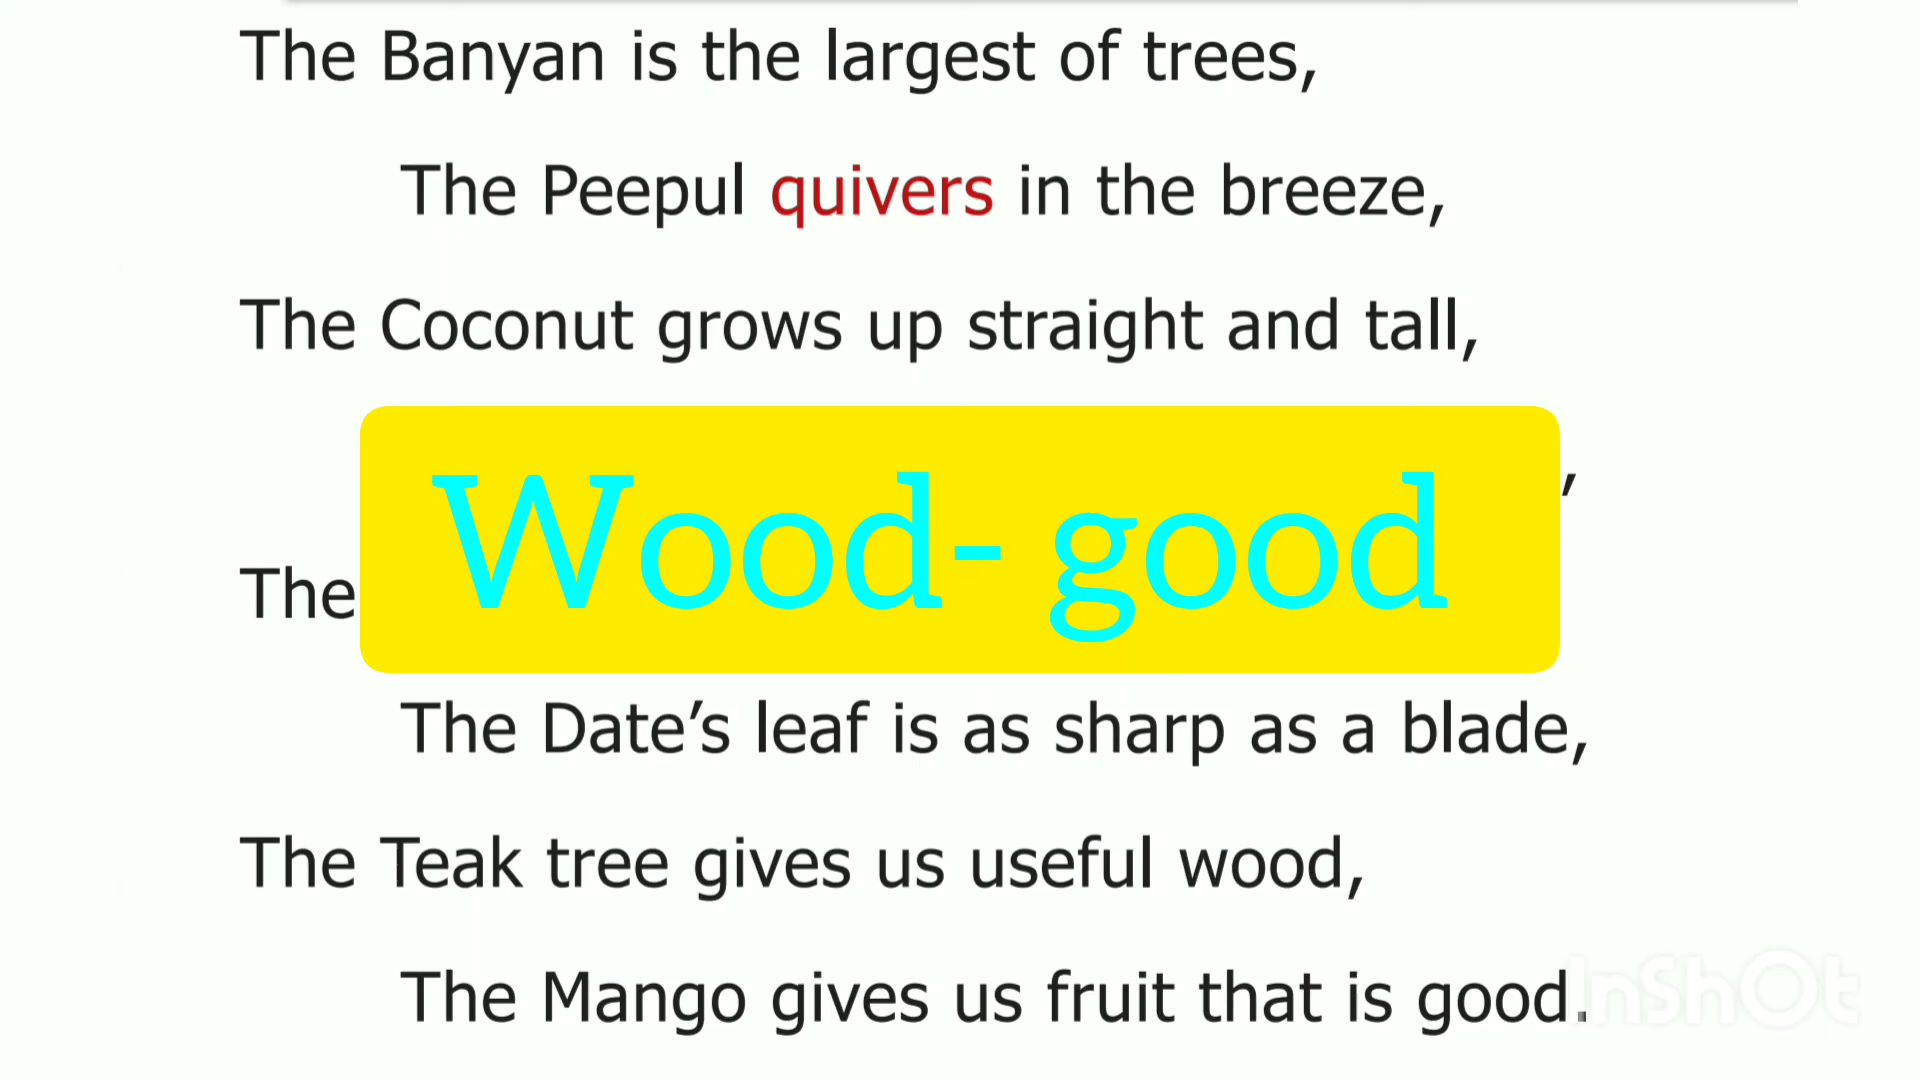 The Banyan is the largest of trees,
The Peepul quivers in the breeze,
The Coconut grows up straight and tall,
,
Wood- good
The
The Date’s leaf is as sharp as a blade,
The Teak tree gives us useful wood,
The Mango gives us fruit that is good.
InShOt